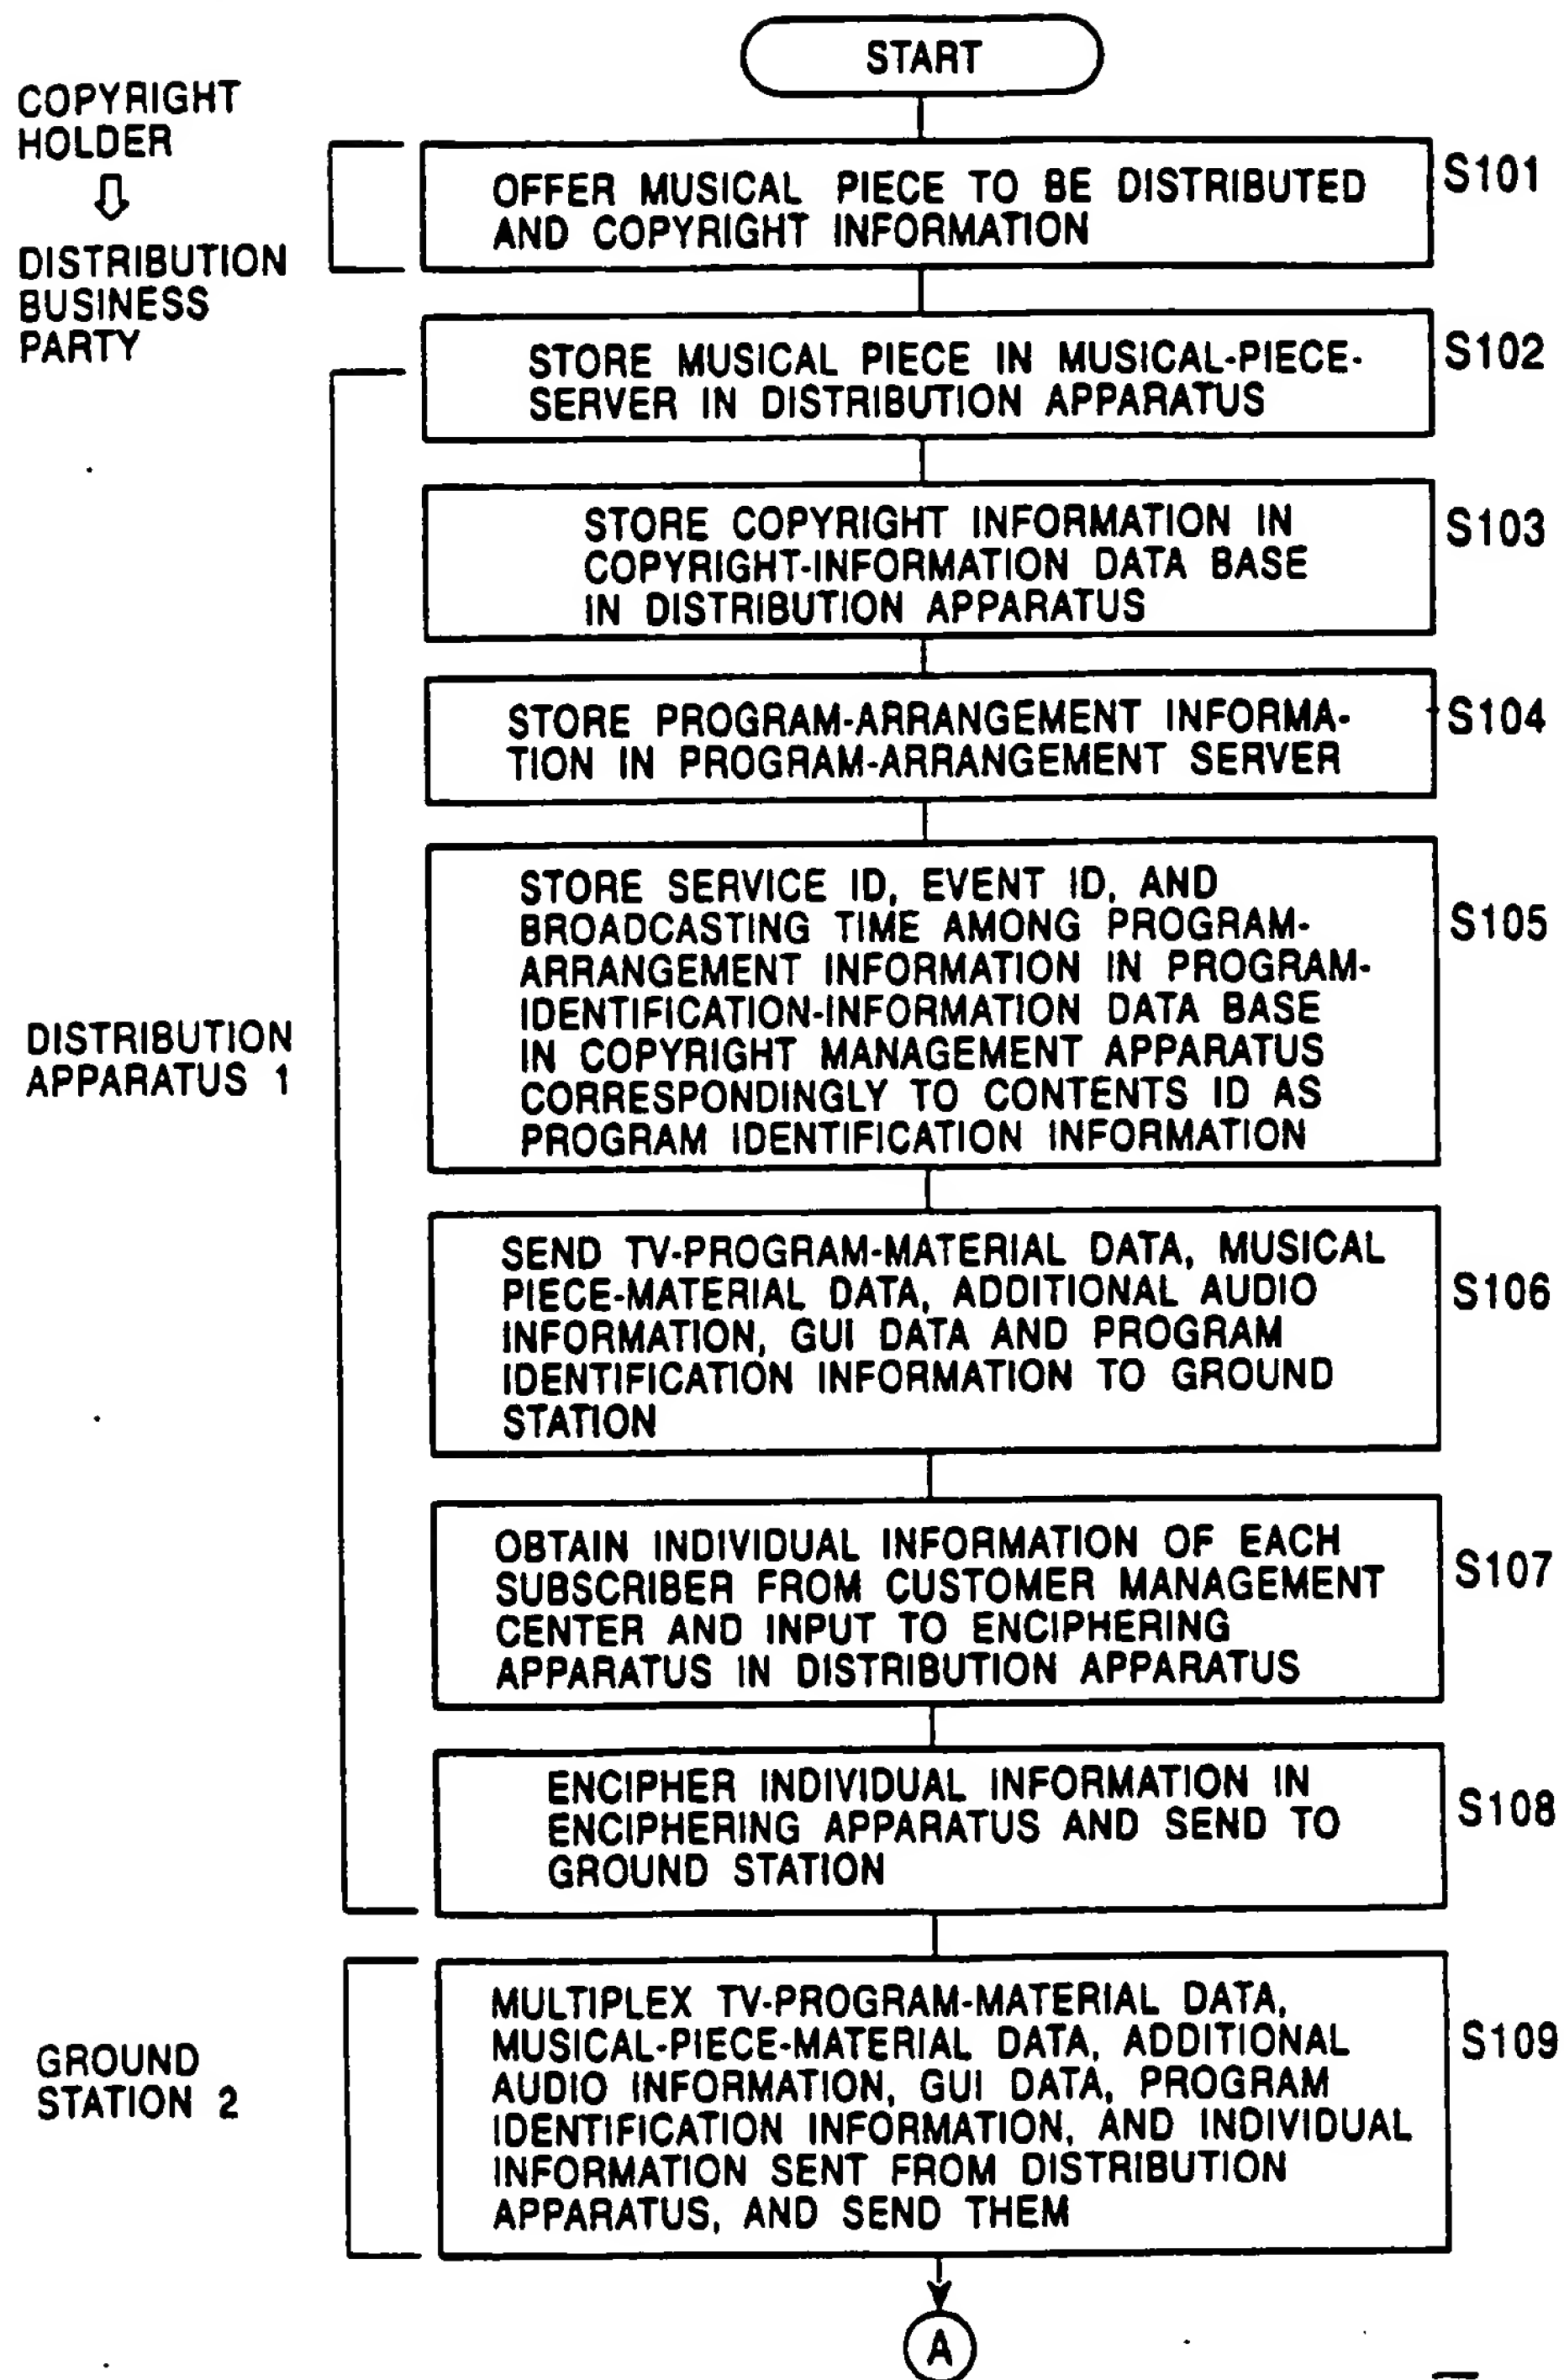 START
COPYRIGHT
HOLDER
DISTRIBUTION
BUSINESS
PARTY
OFFER MUSICAL PIECE TO BE DISTRIBUTED
AND COPYRIGHT INFORMATION
S101
STORE MUSICAL PIECE IN MUSICAL-PIECE-
SERVER IN DISTRIBUTION APPARATUS
S102
STORE COPYRIGHT INFORMATION IN
COPYRIGHT-INFORMATION DATA BASE
IN DISTRIBUTION APPARATUS
S103
STORE PROGRAM-ARRANGEMENT INFORMA-
TION IN PROGRAM-ARRANGEMENT SERVER
S104
DISTRIBUTION
APPARATUS 1
STORE SERVICE ID, EVENT ID, AND
BROADCASTING TIME AMONG PROGRAM-
ARRANGEMENT INFORMATION IN PROGRAM-
IDENTIFICATION-INFORMATION DATA BASE
IN COPYRIGHT MANAGEMENT APPARATUS
CORRESPONDINGLY TO CONTENTS ID AS
PROGRAM IDENTIFICATION INFORMATION
S105
SEND TV-PROGRAM-MATERIAL DATA, MUSICAL
PIECE-MATERIAL DATA, ADDITIONAL AUDIO
INFORMATION, GUI DATA AND PROGRAM
IDENTIFICATION INFORMATION TO GROUND
STATION
S106
OBTAIN INDIVIDUAL INFORMATION OF EACH
SUBSCRIBER FROM CUSTOMER MANAGEMENT
CENTER AND INPUT TO ENCIPHERING
APPARATUS IN DISTRIBUTION APPARATUS
S107
ENCIPHER INDIVIDUAL INFORMATION IN
ENCIPHERING APPARATUS AND SEND TO
GROUND STATION
S108
GROUND
STATION 2
MULTIPLEX TV-PROGRAM-MATERIAL DATA,
MUSICAL-PIECE-MATERIAL DATA, ADDITIONAL
AUDIO INFORMATION, GUI DATA, PROGRAM
IDENTIFICATION INFORMATION, AND INDIVIDUAL
INFORMATION SENT FROM DISTRIBUTION
APPARATUS, AND SEND THEM
S109
A